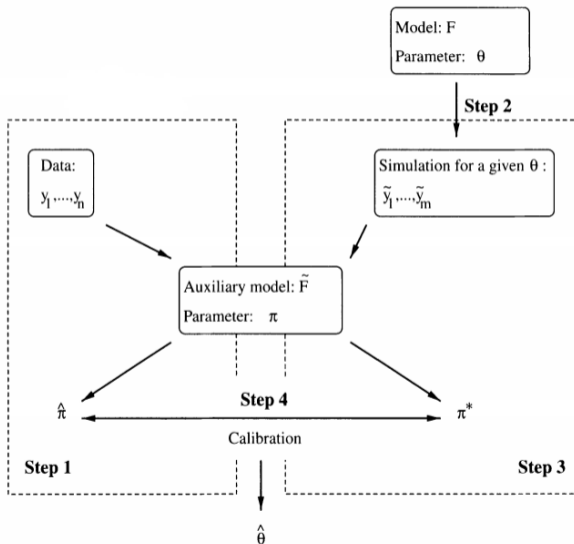 Model: F
Parameter: θ
Step 2
Data:
y₁,....,yₙ
Simulation for a given θ :
ỹ₁,....,ỹₘ
Auxiliary model: F̃
Parameter: π
π̂
Step 4
π*
Calibration
Step 1
Step 3
θ̂